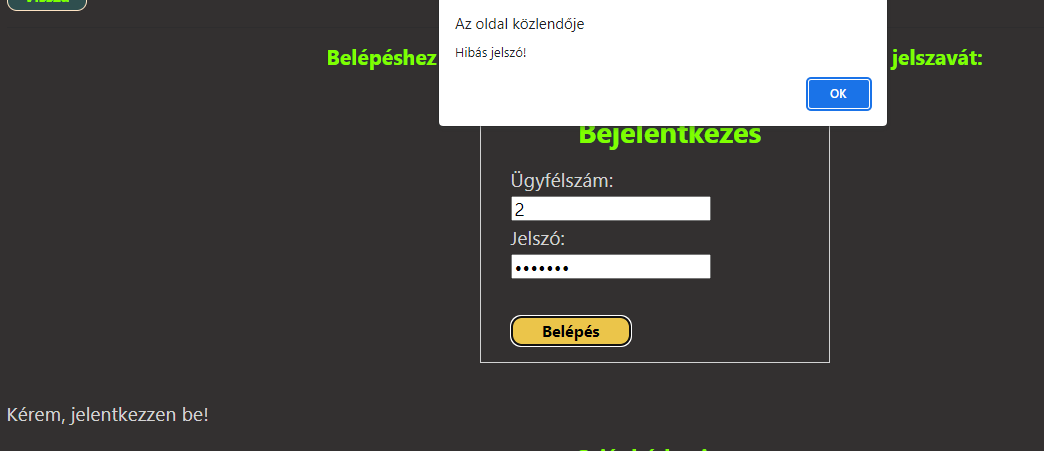 Az oldal közlendője
Hibás jelszó!
OK
Belépéshez jelszavát:
Bejelentkezés
Ügyfélszám:
2
Jelszó:
•••••••
Belépés
Kérem, jelentkezzen be!